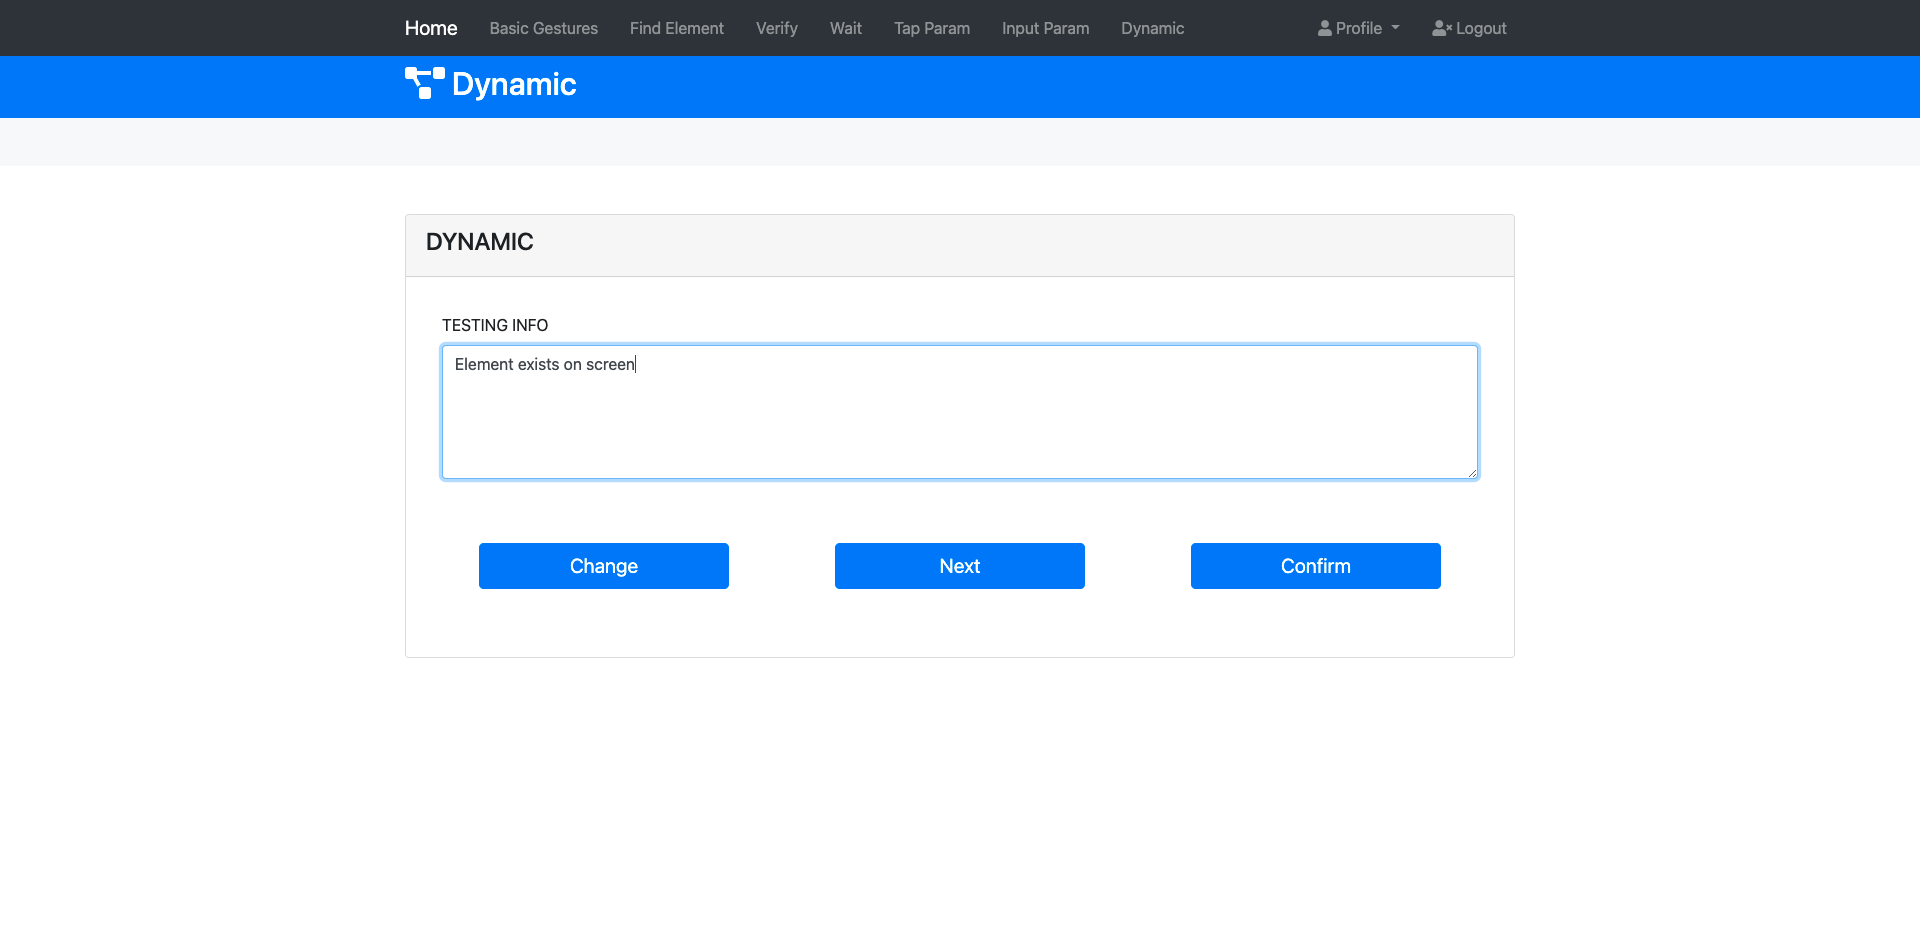 Home Basic Gestures Find Element Verify Wait Tap Param Input Param Dynamic Profile Logout
Dynamic
DYNAMIC
TESTING INFO
Element exists on screen
Change Next Confirm